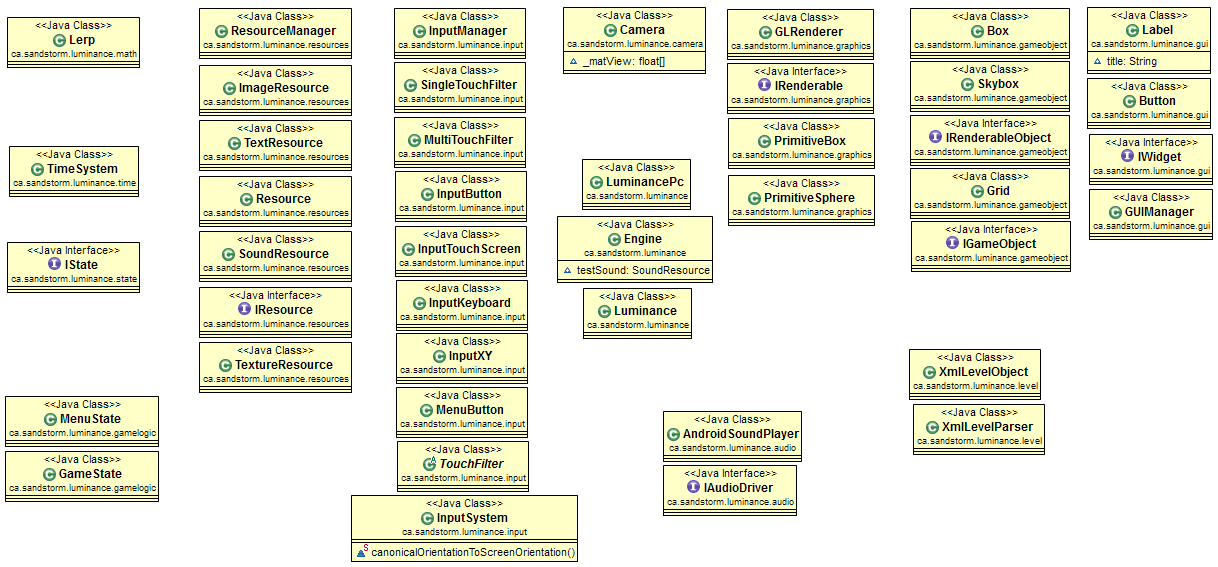 <<Java Class>>
Lerp
ca.sandstorm.luminance.math
<<Java Class>>
TimeSystem
ca.sandstorm.luminance.time
<<Java Interface>>
IState
ca.sandstorm.luminance.state
<<Java Class>>
MenuState
ca.sandstorm.luminance.gamelogic
<<Java Class>>
GameState
ca.sandstorm.luminance.gamelogic
<<Java Class>>
ResourceManager
ca.sandstorm.luminance.resources
<<Java Class>>
ImageResource
ca.sandstorm.luminance.resources
<<Java Class>>
TextResource
ca.sandstorm.luminance.resources
<<Java Class>>
Resource
ca.sandstorm.luminance.resources
<<Java Class>>
SoundResource
ca.sandstorm.luminance.resources
<<Java Interface>>
IResource
ca.sandstorm.luminance.resources
<<Java Class>>
TextureResource
ca.sandstorm.luminance.resources
<<Java Class>>
InputManager
ca.sandstorm.luminance.input
<<Java Class>>
SingleTouchFilter
ca.sandstorm.luminance.input
<<Java Class>>
MultiTouchFilter
ca.sandstorm.luminance.input
<<Java Class>>
InputButton
ca.sandstorm.luminance.input
<<Java Class>>
InputTouchScreen
ca.sandstorm.luminance.input
<<Java Class>>
InputKeyboard
ca.sandstorm.luminance.input
<<Java Class>>
InputXY
ca.sandstorm.luminance.input
<<Java Class>>
MenuButton
ca.sandstorm.luminance.input
<<Java Class>>
TouchFilter
ca.sandstorm.luminance.input
<<Java Class>>
InputSystem
ca.sandstorm.luminance.input
canonicalOrientationToScreenOrientation()
<<Java Class>>
Camera
ca.sandstorm.luminance.camera
_matView: float[]
<<Java Class>>
LuminancePc
ca.sandstorm.luminance
<<Java Class>>
Engine
ca.sandstorm.luminance
testSound: SoundResource
<<Java Class>>
Luminance
ca.sandstorm.luminance
<<Java Class>>
AndroidSoundPlayer
ca.sandstorm.luminance.audio
<<Java Interface>>
IAudioDriver
ca.sandstorm.luminance.audio
<<Java Class>>
GLRenderer
ca.sandstorm.luminance.graphics
<<Java Interface>>
IRenderable
ca.sandstorm.luminance.graphics
<<Java Class>>
PrimitiveBox
ca.sandstorm.luminance.graphics
<<Java Class>>
PrimitiveSphere
ca.sandstorm.luminance.graphics
<<Java Class>>
Box
ca.sandstorm.luminance.gameobject
<<Java Class>>
Skybox
ca.sandstorm.luminance.gameobject
<<Java Interface>>
IRenderableObject
ca.sandstorm.luminance.gameobject
<<Java Class>>
Grid
ca.sandstorm.luminance.gameobject
<<Java Interface>>
IGameObject
ca.sandstorm.luminance.gameobject
<<Java Class>>
XmlLevelObject
ca.sandstorm.luminance.level
<<Java Class>>
XmlLevelParser
ca.sandstorm.luminance.level
<<Java Class>>
Label
ca.sandstorm.luminance.gui
title: String
<<Java Class>>
Button
ca.sandstorm.luminance.gui
<<Java Interface>>
IWidget
ca.sandstorm.luminance.gui
<<Java Class>>
GUIManager
ca.sandstorm.luminance.gui